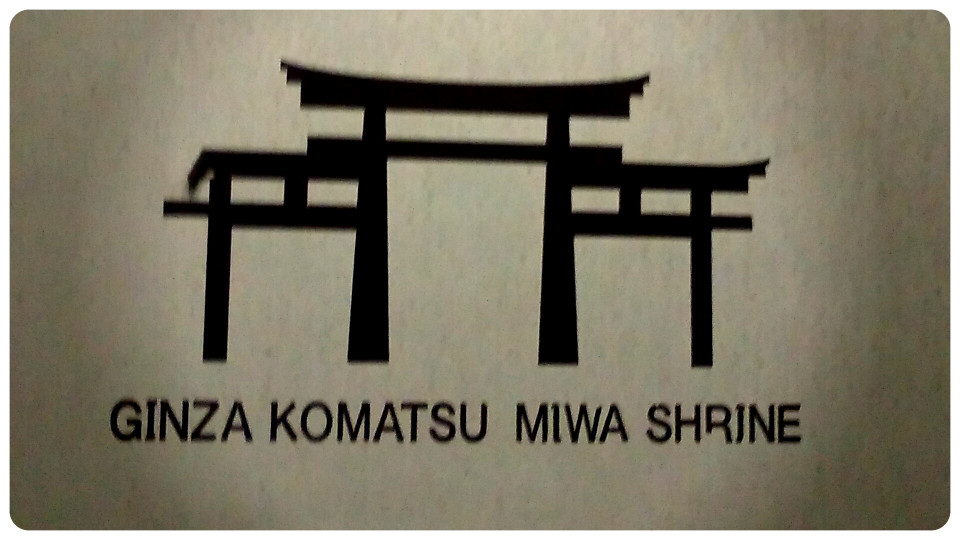 GINZA KOMATSU MIWA SHRINE